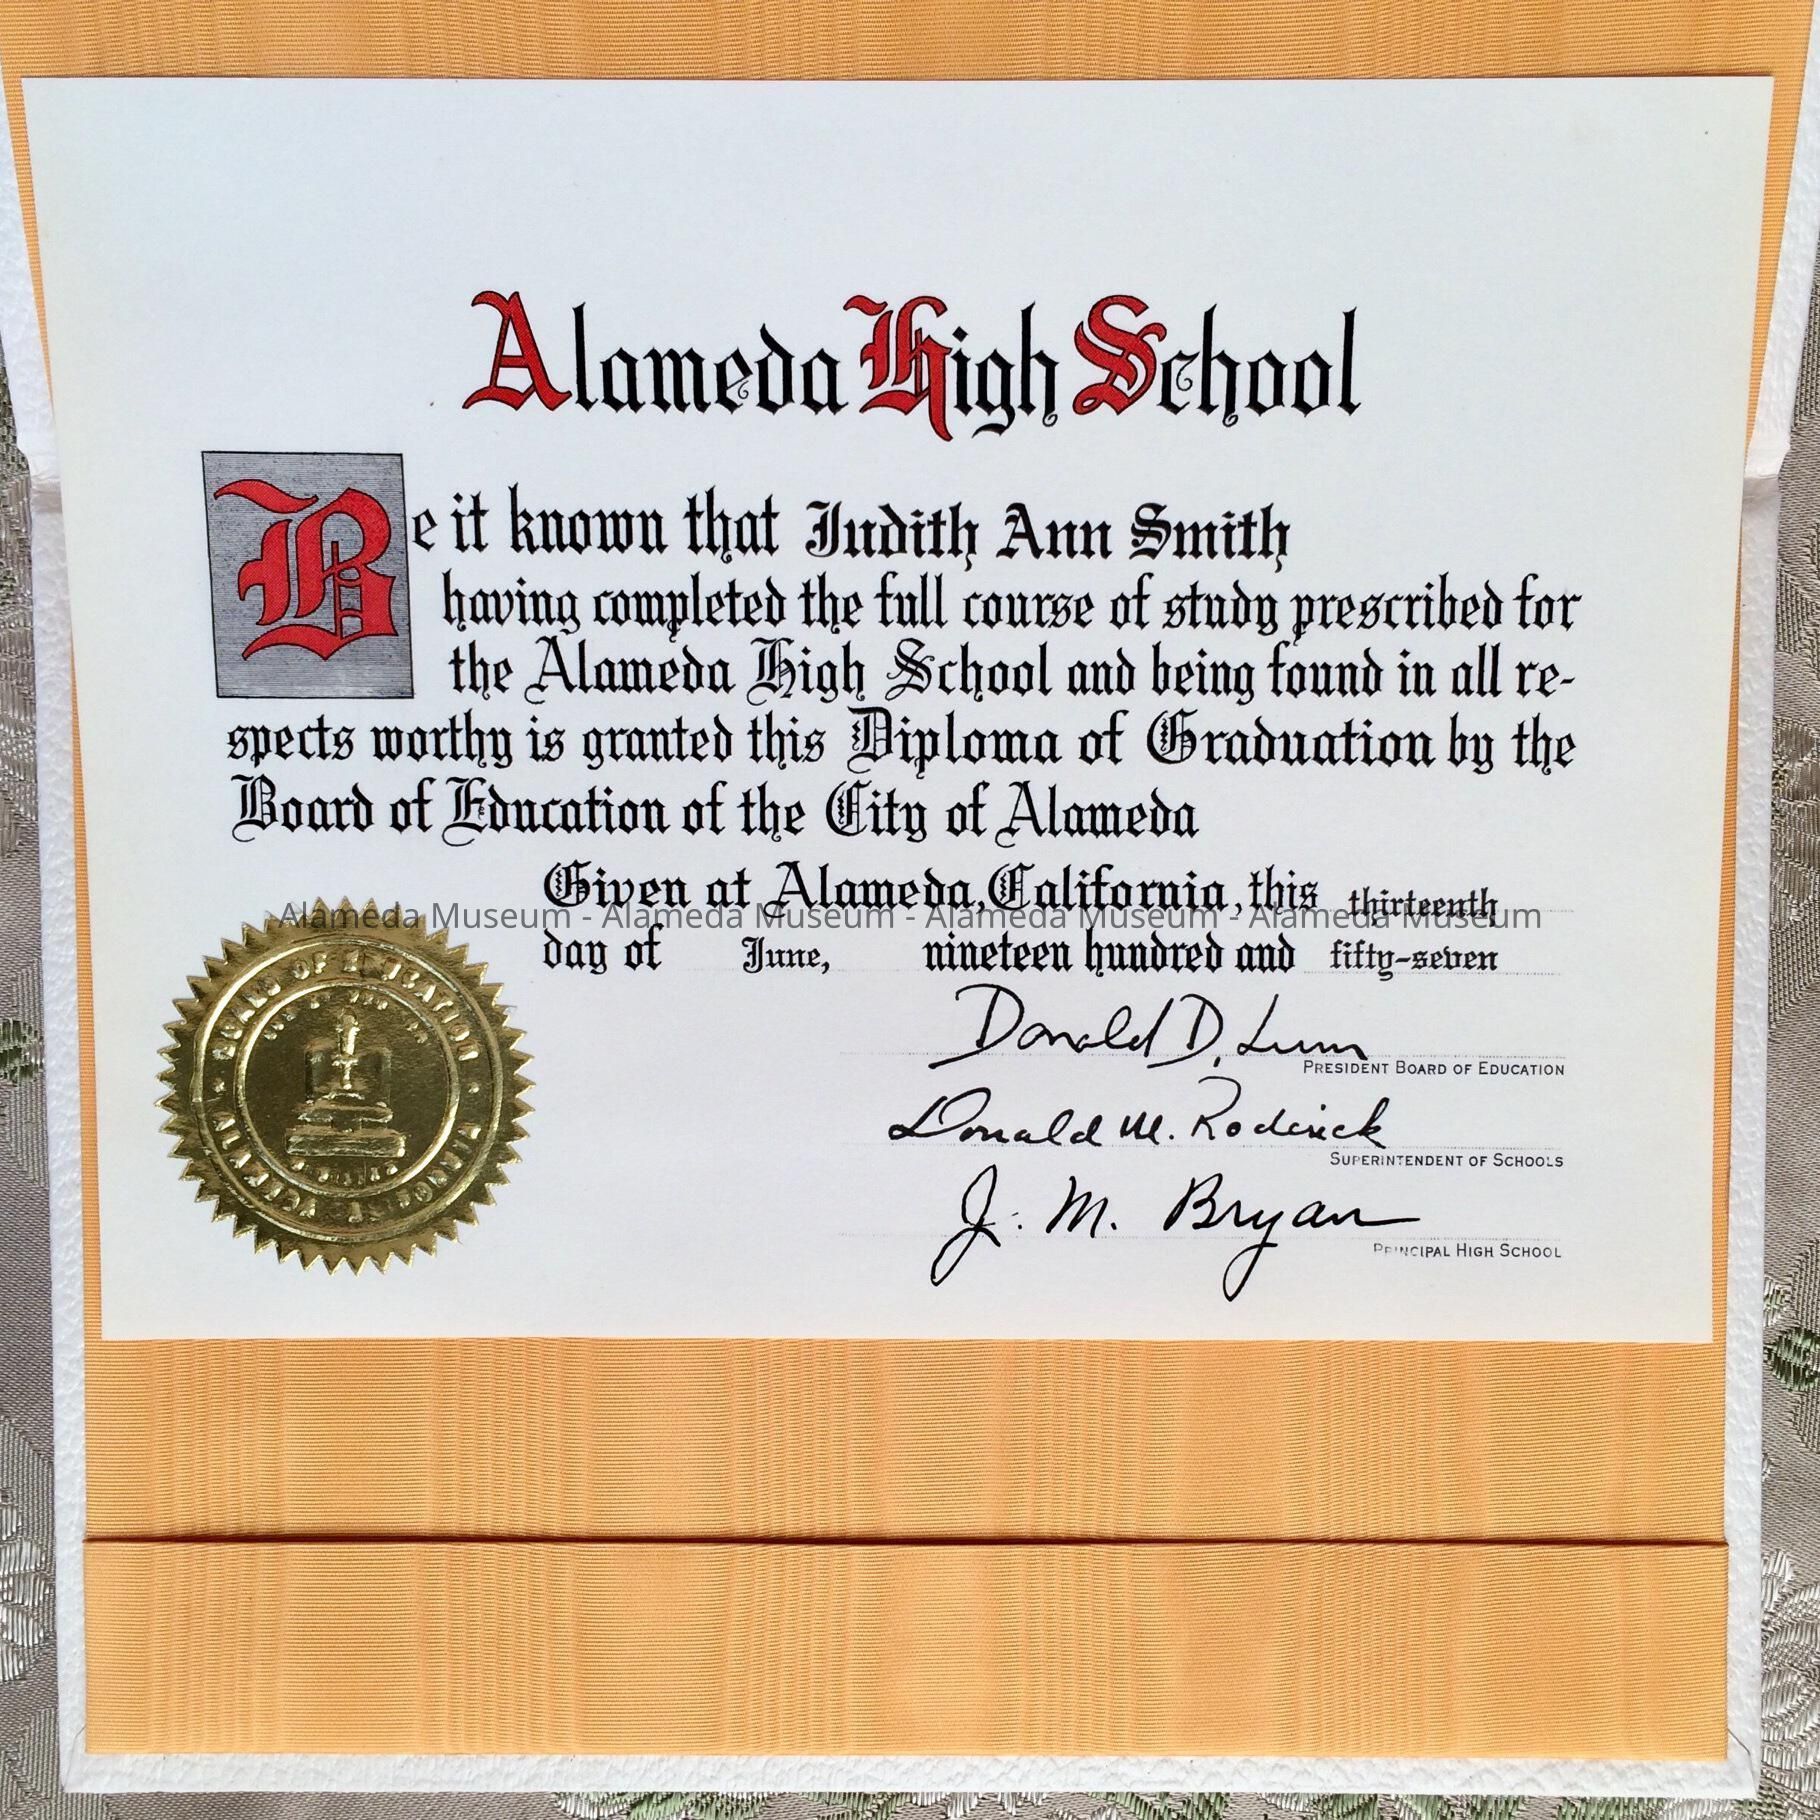 Alameda High School
Be it known that Judith Ann Smith
having completed the full course of study prescribed for
the Alameda High School and being found in all re-
spects worthy is granted this Diploma of Graduation by the
Board of Education of the City of Alameda
Given at Alameda, California, this thirteenth
Alameda Museum - Alameda Museum - Alameda Museum - Alameda Museum
day of June, nineteen hundred and fifty-seven
Donald D. Lum
PRESIDENT BOARD OF EDUCATION
Donald M. Roderick
SUPERINTENDENT OF SCHOOLS
J. M. Bryan
PRINCIPAL HIGH SCHOOL